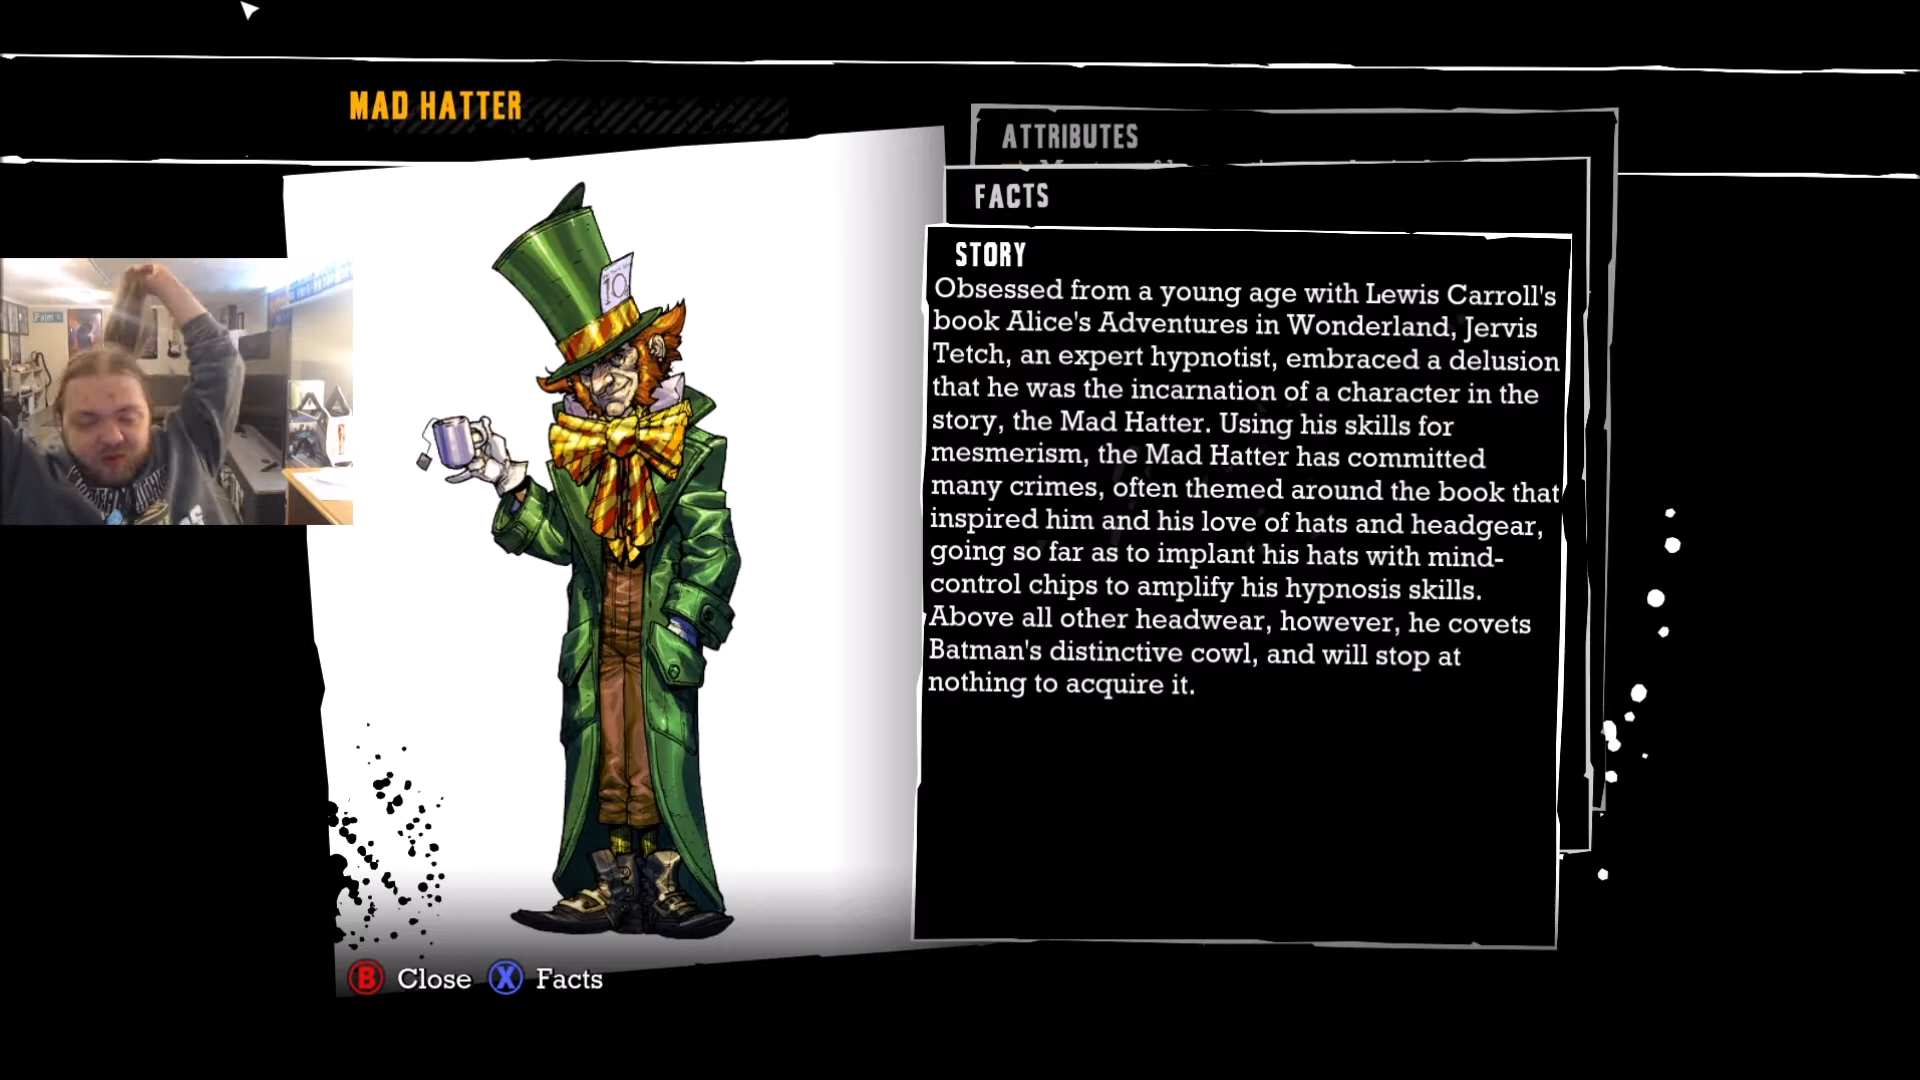 MAD HATTER
ATTRIBUTES
FACTS
STORY
Obsessed from a young age with Lewis Carroll's
book Alice's Adventures in Wonderland, Jervis
Tetch, an expert hypnotist, embraced a delusion
that he was the incarnation of a character in the
story, the Mad Hatter. Using his skills for
mesmerism, the Mad Hatter has committed
many crimes, often themed around the book that
inspired him and his love of hats and headgear,
going so far as to implant his hats with mind-
control chips to amplify his hypnosis skills.
Above all other headwear, however, he covets
Batman's distinctive cowl, and will stop at
nothing to acquire it.
10
B Close X Facts